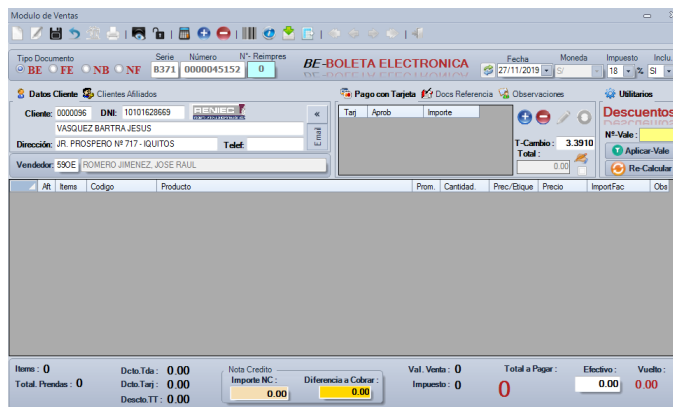 Modulo de Ventas
Tipo Documento Serie Número N°- Reimpres
BE FE NB NF B371 0000045152 0
BE-BOLETA ELECTRONICA
Fecha Moneda Impuesto Inclu.
27/11/2019 S/ 18 % SI
Datos Cliente Clientes Afiliados
Pago con Tarjeta Docs Referencia Observaciones
Utilitarios
Cliente: 0000096 DNI: 10101628669 RENIEC «
VASQUEZ BARTRA JESUS
Dirección: JR. PROSPERO Nº 717 - IQUITOS Telef:
Email
Vendedor: 59OE ROMERO JIMENEZ, JOSE RAUL
Tarj Aprob Importe
T-Cambio: 3.3910
Total :
0.00
Descuentos
Nº-Vale :
Aplicar-Vale
Re-Calcular
Aft Items Codigo Producto Prom. Cantidad. Prec/Etique Precio ImportFac Obs
Items : 0
Total. Prendas : 0
Dcto.Tda : 0.00
Dcto.Tarj : 0.00
Descto.TT : 0.00
Nota Credito
Importe NC : Diferencia a Cobrar :
0.00 0.00
Val. Venta : 0
Impuesto : 0
Total a Pagar :
0
Efectivo : Vuelto :
0.00 0.00